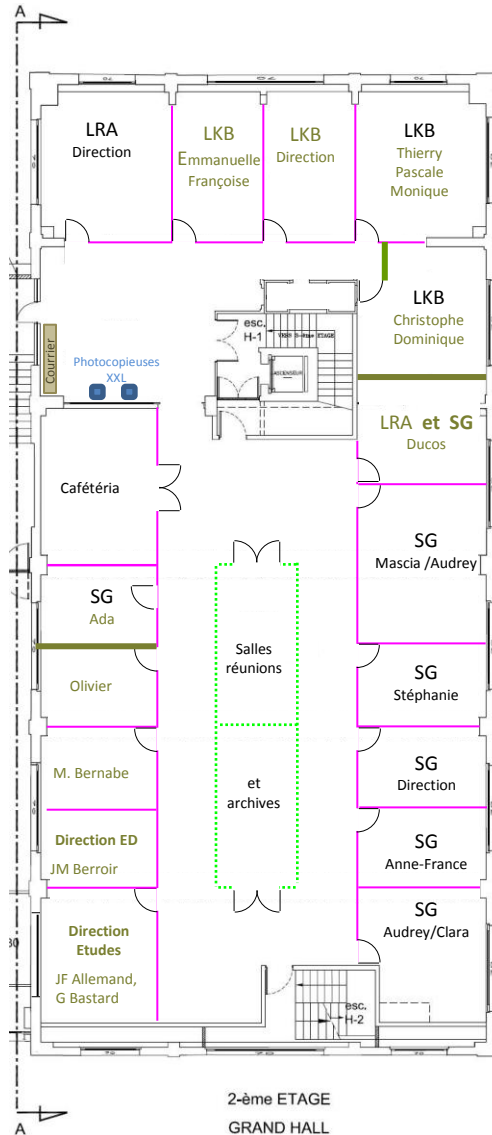 A
LRA
Direction
LKB
Emmanuelle
Françoise
LKB
Direction
LKB
Thierry
Pascale
Monique
LKB
Christophe
Dominique
Courrier
Photocopieuses
XXL
esc.
H-1
ASCENSEUR
LRA et SG
Ducos
Cafétéria
SG
Mascia /Audrey
SG
Ada
Salles
réunions
SG
Stéphanie
Olivier
M. Bernabe
et
archives
SG
Direction
Direction ED
JM Berroir
SG
Anne-France
Direction
Etudes
JF Allemand,
G Bastard
SG
Audrey/Clara
esc.
H-2
A
2-ème ETAGE
GRAND HALL